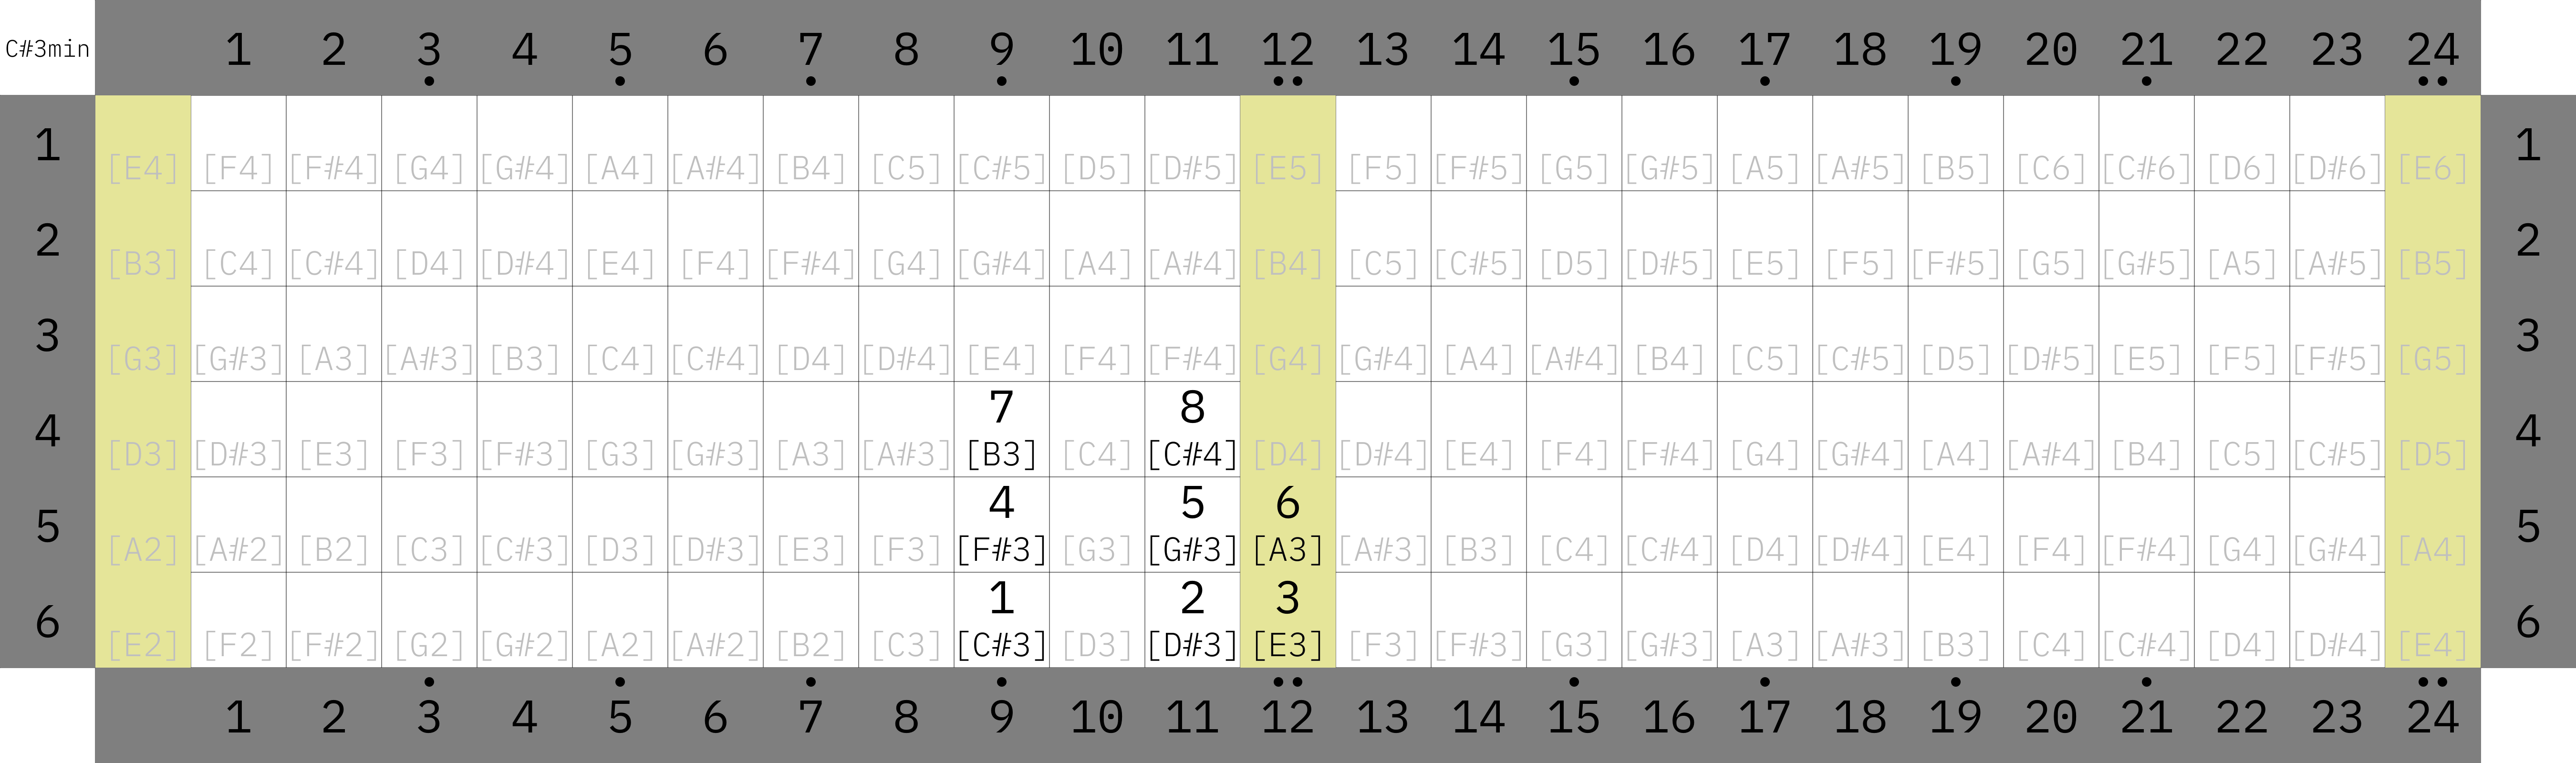 C#3min 1 2 3 4 5 6 7 8 9 10 11 12 13 14 15 16 17 18 19 20 21 22 23 24
1 [E4] [F4] [F#4] [G4] [G#4] [A4] [A#4] [B4] [C5] [C#5] [D5] [D#5] [E5] [F5] [F#5] [G5] [G#5] [A5] [A#5] [B5] [C6] [C#6] [D6] [D#6] [E6] 1
2 [B3] [C4] [C#4] [D4] [D#4] [E4] [F4] [F#4] [G4] [G#4] [A4] [A#4] [B4] [C5] [C#5] [D5] [D#5] [E5] [F5] [F#5] [G5] [G#5] [A5] [A#5] [B5] 2
3 [G3] [G#3] [A3] [A#3] [B3] [C4] [C#4] [D4] [D#4] [E4] [F4] [F#4] [G4] [G#4] [A4] [A#4] [B4] [C5] [C#5] [D5] [D#5] [E5] [F5] [F#5] [G5] 3
7 8
4 [D3] [D#3] [E3] [F3] [F#3] [G3] [G#3] [A3] [A#3] [B3] [C4] [C#4] [D4] [D#4] [E4] [F4] [F#4] [G4] [G#4] [A4] [A#4] [B4] [C5] [C#5] [D5] 4
4 5 6
5 [A2] [A#2] [B2] [C3] [C#3] [D3] [D#3] [E3] [F3] [F#3] [G3] [G#3] [A3] [A#3] [B3] [C4] [C#4] [D4] [D#4] [E4] [F4] [F#4] [G4] [G#4] [A4] 5
1 2 3
6 [E2] [F2] [F#2] [G2] [G#2] [A2] [A#2] [B2] [C3] [C#3] [D3] [D#3] [E3] [F3] [F#3] [G3] [G#3] [A3] [A#3] [B3] [C4] [C#4] [D4] [D#4] [E4] 6
1 2 3 4 5 6 7 8 9 10 11 12 13 14 15 16 17 18 19 20 21 22 23 24